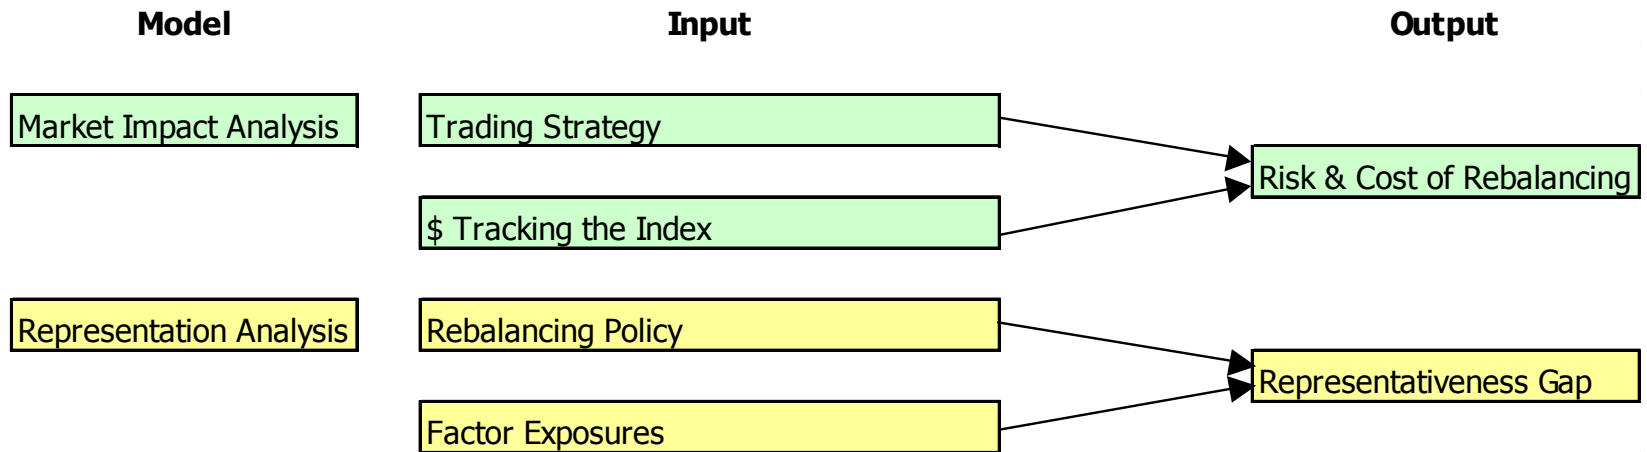 Model Input Output
Market Impact Analysis Trading Strategy
Risk & Cost of Rebalancing
$ Tracking the Index
Representation Analysis Rebalancing Policy
Representativeness Gap
Factor Exposures